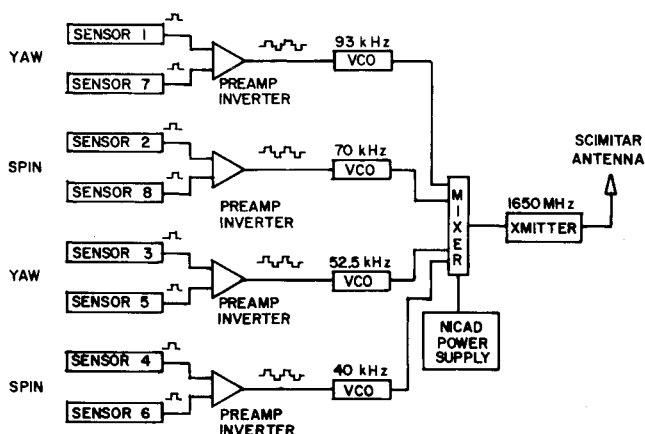 YAW
SENSOR 1
SENSOR 7
PREAMP
INVERTER
93 kHz
VCO
SPIN
SENSOR 2
SENSOR 8
PREAMP
INVERTER
70 kHz
VCO
YAW
SENSOR 3
SENSOR 5
PREAMP
INVERTER
52.5 kHz
VCO
SPIN
SENSOR 4
SENSOR 6
PREAMP
INVERTER
40 kHz
VCO
MIXER
1650 MHz
XMITTER
SCIMITAR
ANTENNA
NICAD
POWER
SUPPLY